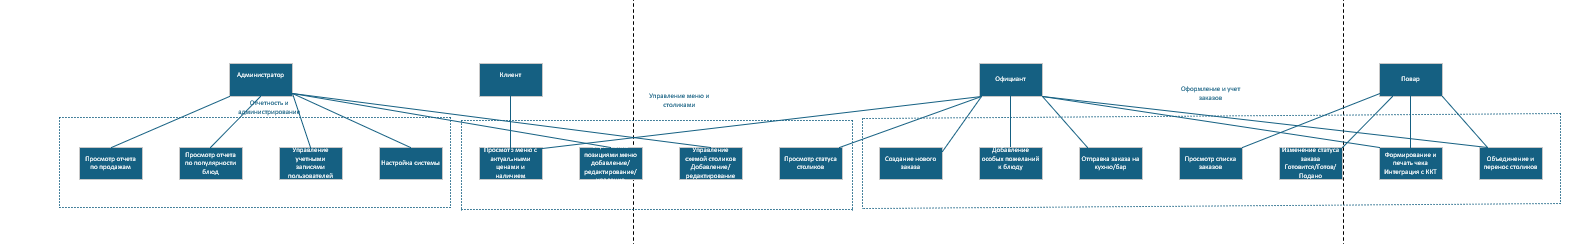 Администратор
Клиент
Официант
Повар
Отчетность и
администрирование
Управление меню и
столиками
Оформление и учет
заказов
Просмотр отчета
по продажам
Просмотр отчета
по популярности
блюд
Управление
учетными
записями
пользователей
Настройка системы
Просмотр меню с
актуальными
ценами и
наличием
позициями меню
добавление/
редактирование/
Управление
схемой столиков
Добавление/
редактирование
Просмотр статуса
столиков
Создание нового
заказа
Добавление
особых пожеланий
к блюду
Отправка заказа на
кухню/бар
Просмотр списка
заказов
Изменение статуса
заказа
Готовится/Готов/
Подано
Формирование и
печать чека
Интеграция с ККТ
Объединение и
перенос столиков